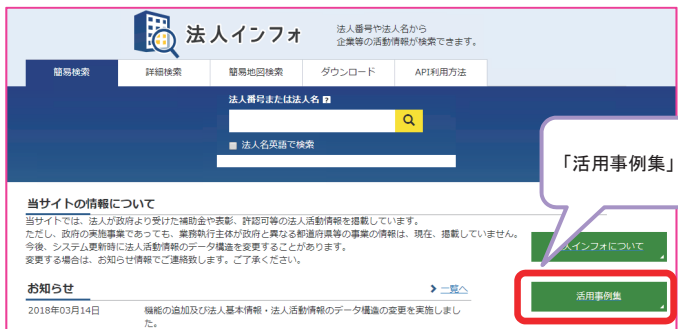 法人インフォ
法人番号や法人名から
企業等の活動情報が検索できます。
簡易検索
詳細検索
簡易地図検索
ダウンロード
API利用方法
法人番号または法人名 ?
法人名英語で検索
「活用事例集」
当サイトの情報について
当サイトでは、法人が政府より受けた補助金や表彰、許認可等の法人活動情報を掲載しています。
ただし、政府の実施事業であっても、業務執行主体が政府と異なる都道府県等の事業の情報は、現在、掲載していません。
今後、システム更新時に法人活動情報のデータ構造を変更することがあります。
変更する場合は、お知らせ情報でご連絡致します。ご了承ください。
人インフォについて
お知らせ
一覧へ
活用事例集
2018年03月14日
機能の追加及び法人基本情報・法人活動情報のデータ構造の変更を実施しまし
た。